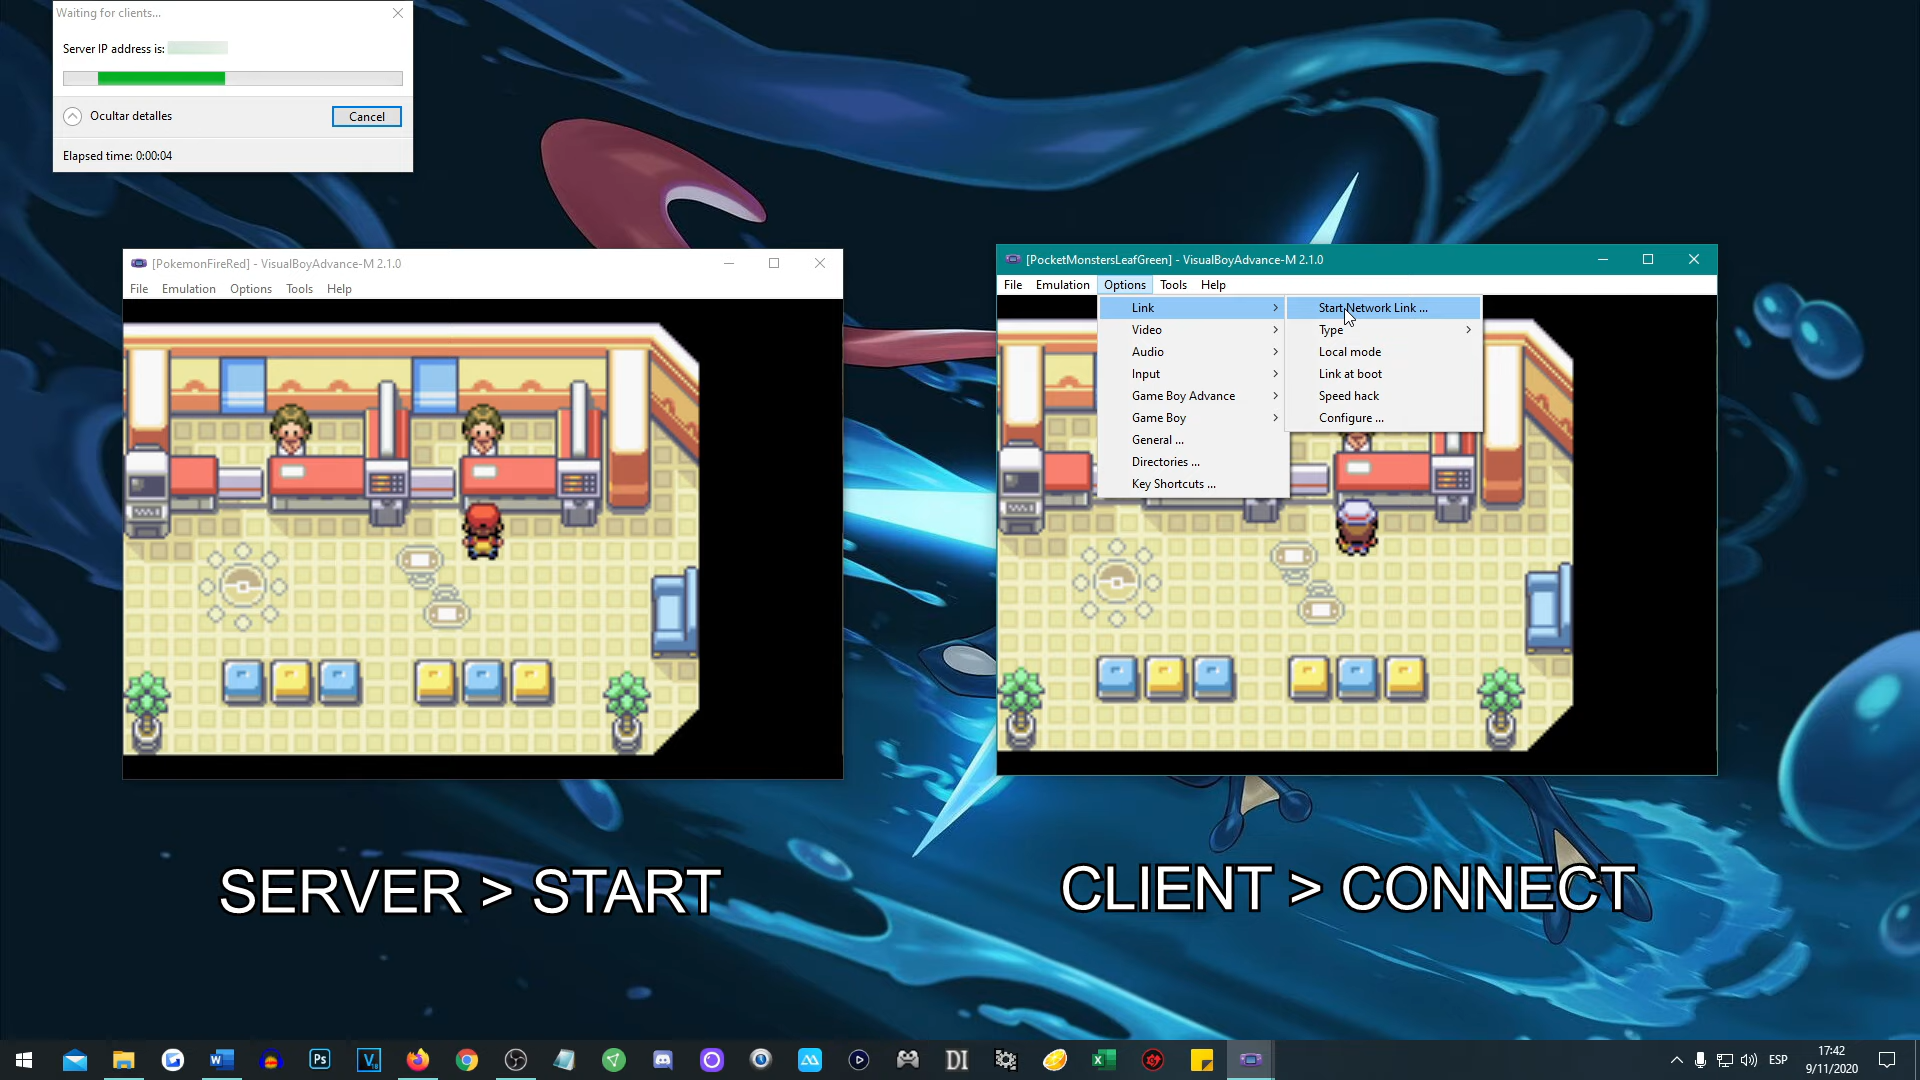 Waiting for clients...
Server IP address is:
Ocultar detalles
Cancel
Elapsed time: 0:00:04
[PokemonFireRed] - VisualBoyAdvance-M 2.1.0
File Emulation Options Tools Help
[PocketMonstersLeafGreen] - VisualBoyAdvance-M 2.1.0
File Emulation Options Tools Help
Link
Video
Audio
Input
Game Boy Advance
Game Boy
General ...
Directories ...
Key Shortcuts ...
Start Network Link ...
Type
Local mode
Link at boot
Speed hack
Configure ...
SERVER > START
CLIENT > CONNECT
W
Ps
V
18
DI
X
ESP
17:42
9/11/2020